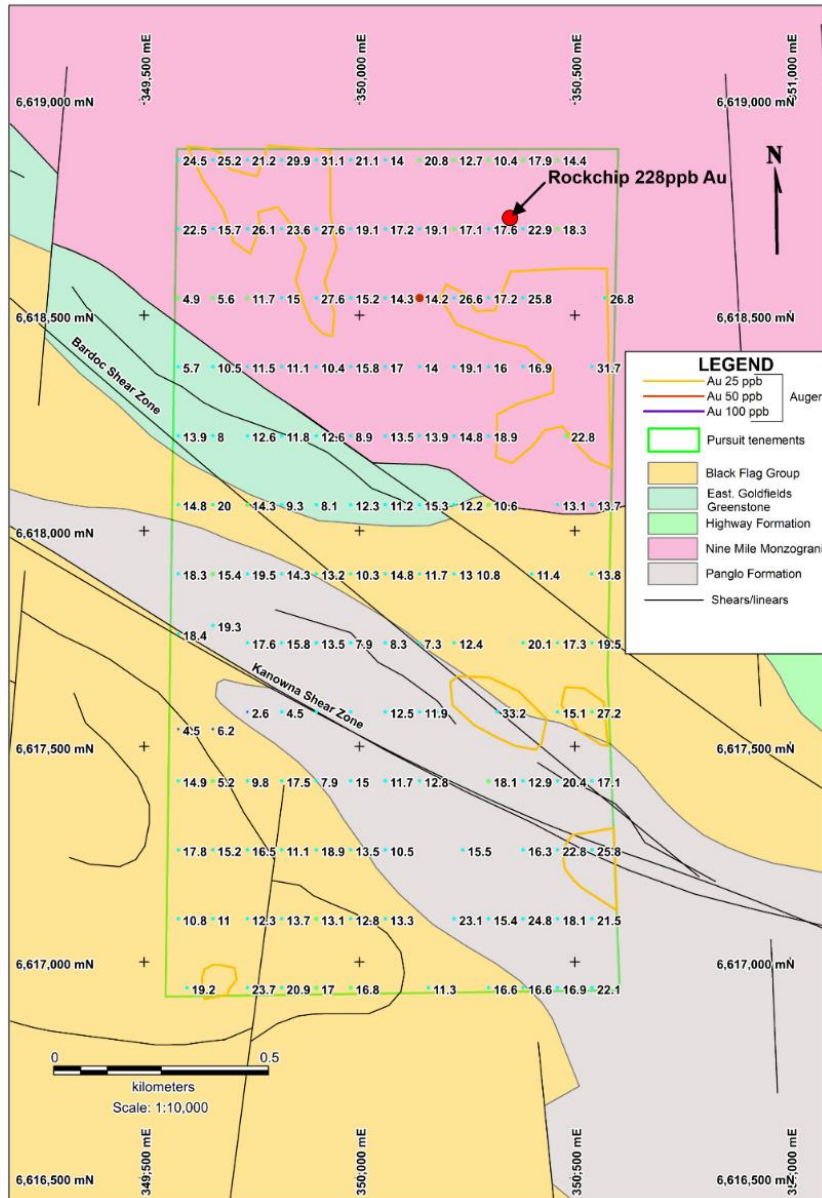 349,500 mE
350,000 mE
350,500 mE
351,000 mE
6,619,000 mN
6,619,000 mN
24.5 25.2 21.2 29.9 31.1 21.1 14 20.8 12.7 10.4 17.9 14.4
N
Rockchip 228ppb Au
22.5 15.7 26.1 23.6 27.6 19.1 17.2 19.1 17.1 17.6 22.9 18.3
4.9 5.6 11.7 15 27.6 15.2 14.3 14.2 26.6 17.2 25.8 26.8
6,618,500 mN
6,618,500 mN
Bardoc Shear Zone
5.7 10.5 11.5 11.1 10.4 15.8 17 14 19.1 16 16.9 31.7
13.9 8 12.6 11.8 12.6 8.9 13.5 13.9 14.8 18.9 22.8
14.8 20 14.3 9.3 8.1 12.3 11.2 15.3 12.2 10.6 13.1 13.7
6,618,000 mN
18.3 15.4 19.5 14.3 13.2 10.3 14.8 11.7 13 10.8 11.4 13.8
18.4 19.3 17.6 15.8 13.5 7.9 8.3 7.3 12.4 20.1 17.3 19.5
Kanowna Shear Zone
4.5 6.2 2.6 4.5 12.5 11.9 33.2 15.1 27.2
6,617,500 mN
6,617,500 mN
14.9 5.2 9.8 17.5 7.9 15 11.7 12.8 18.1 12.9 20.4 17.1
17.8 15.2 16.5 11.1 18.9 13.5 10.5 15.5 16.3 22.8 25.8
10.8 11 12.3 13.7 13.1 12.8 13.3 23.1 15.4 24.8 18.1 21.5
6,617,000 mN
6,617,000 mN
19.2 23.7 20.9 17 16.8 11.3 16.6 16.6 16.9 22.1
0 0.5
kilometers
Scale: 1:10,000
6,616,500 mN
6,616,500 mN
349,500 mE
350,000 mE
350,500 mE
LEGEND
Au 25 ppb
Au 50 ppb
Au 100 ppb
Auger
Pursuit tenements
Black Flag Group
East. Goldfields
Greenstone
Highway Formation
Nine Mile Monzograni
Panglo Formation
Shears/linears